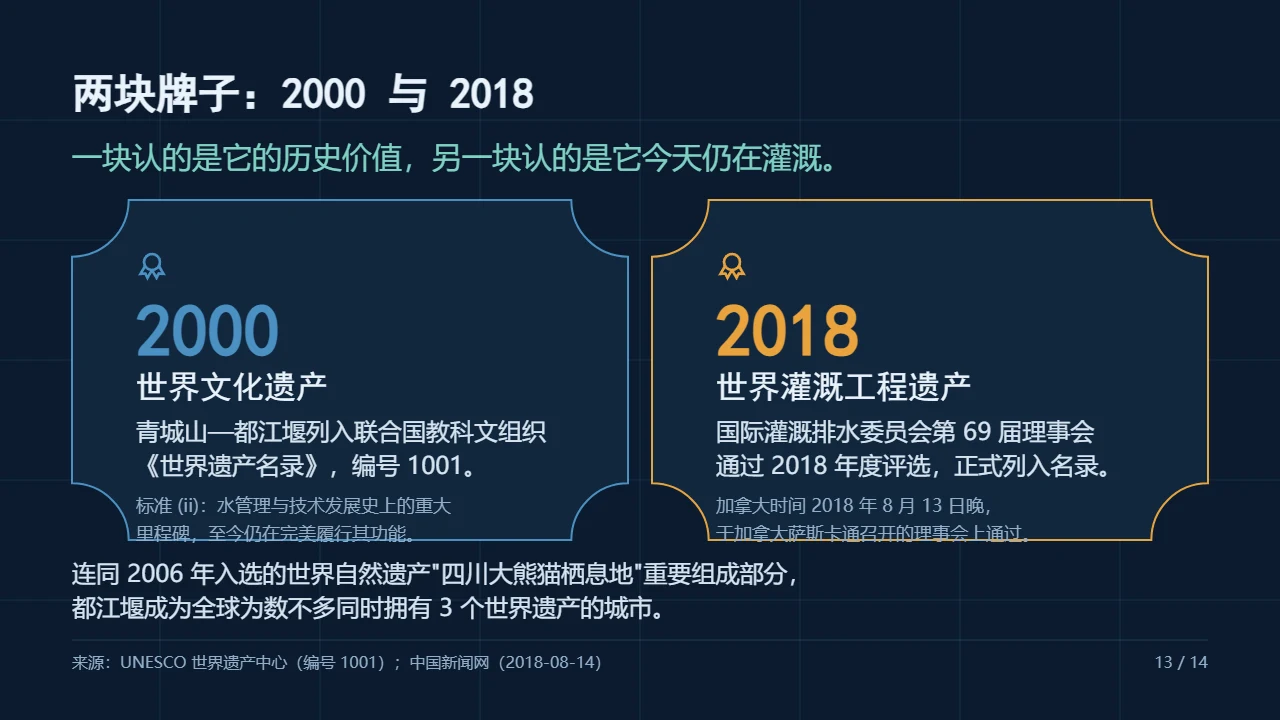 两块牌子：2000 与 2018
一块认的是它的历史价值，另一块认的是它今天仍在灌溉。
2000
世界文化遗产
青城山—都江堰列入联合国教科文组织
《世界遗产名录》，编号 1001。
标准 (ii)：水管理与技术发展史上的重大
里程碑，至今仍在完美履行其功能。
2018
世界灌溉工程遗产
国际灌溉排水委员会第 69 届理事会
通过 2018 年度评选，正式列入名录。
加拿大时间 2018 年 8 月 13 日晚，
于加拿大萨斯卡通召开的理事会上通过。
连同 2006 年入选的世界自然遗产"四川大熊猫栖息地"重要组成部分，
都江堰成为全球为数不多同时拥有 3 个世界遗产的城市。
来源：UNESCO 世界遗产中心（编号 1001）；中国新闻网（2018-08-14）
13 / 14